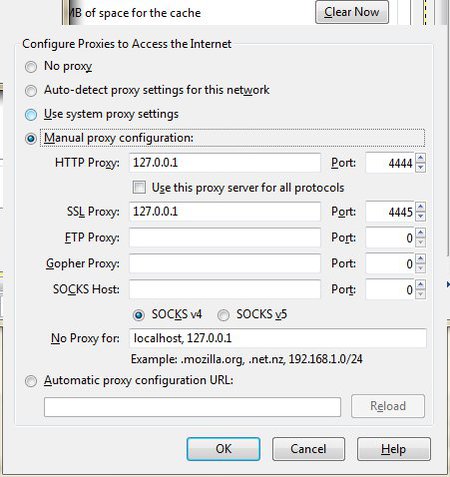 MB of space for the cache
Clear Now
Configure Proxies to Access the Internet
No proxy
Auto-detect proxy settings for this network
Use system proxy settings
Manual proxy configuration:
HTTP Proxy: 127.0.0.1 Port: 4444
Use this proxy server for all protocols
SSL Proxy: 127.0.0.1 Port: 4445
FTP Proxy: Port: 0
Gopher Proxy: Port: 0
SOCKS Host: Port: 0
SOCKS v4 SOCKS v5
No Proxy for: localhost, 127.0.0.1
Example: .mozilla.org, .net.nz, 192.168.1.0/24
Automatic proxy configuration URL:
Reload
OK Cancel Help